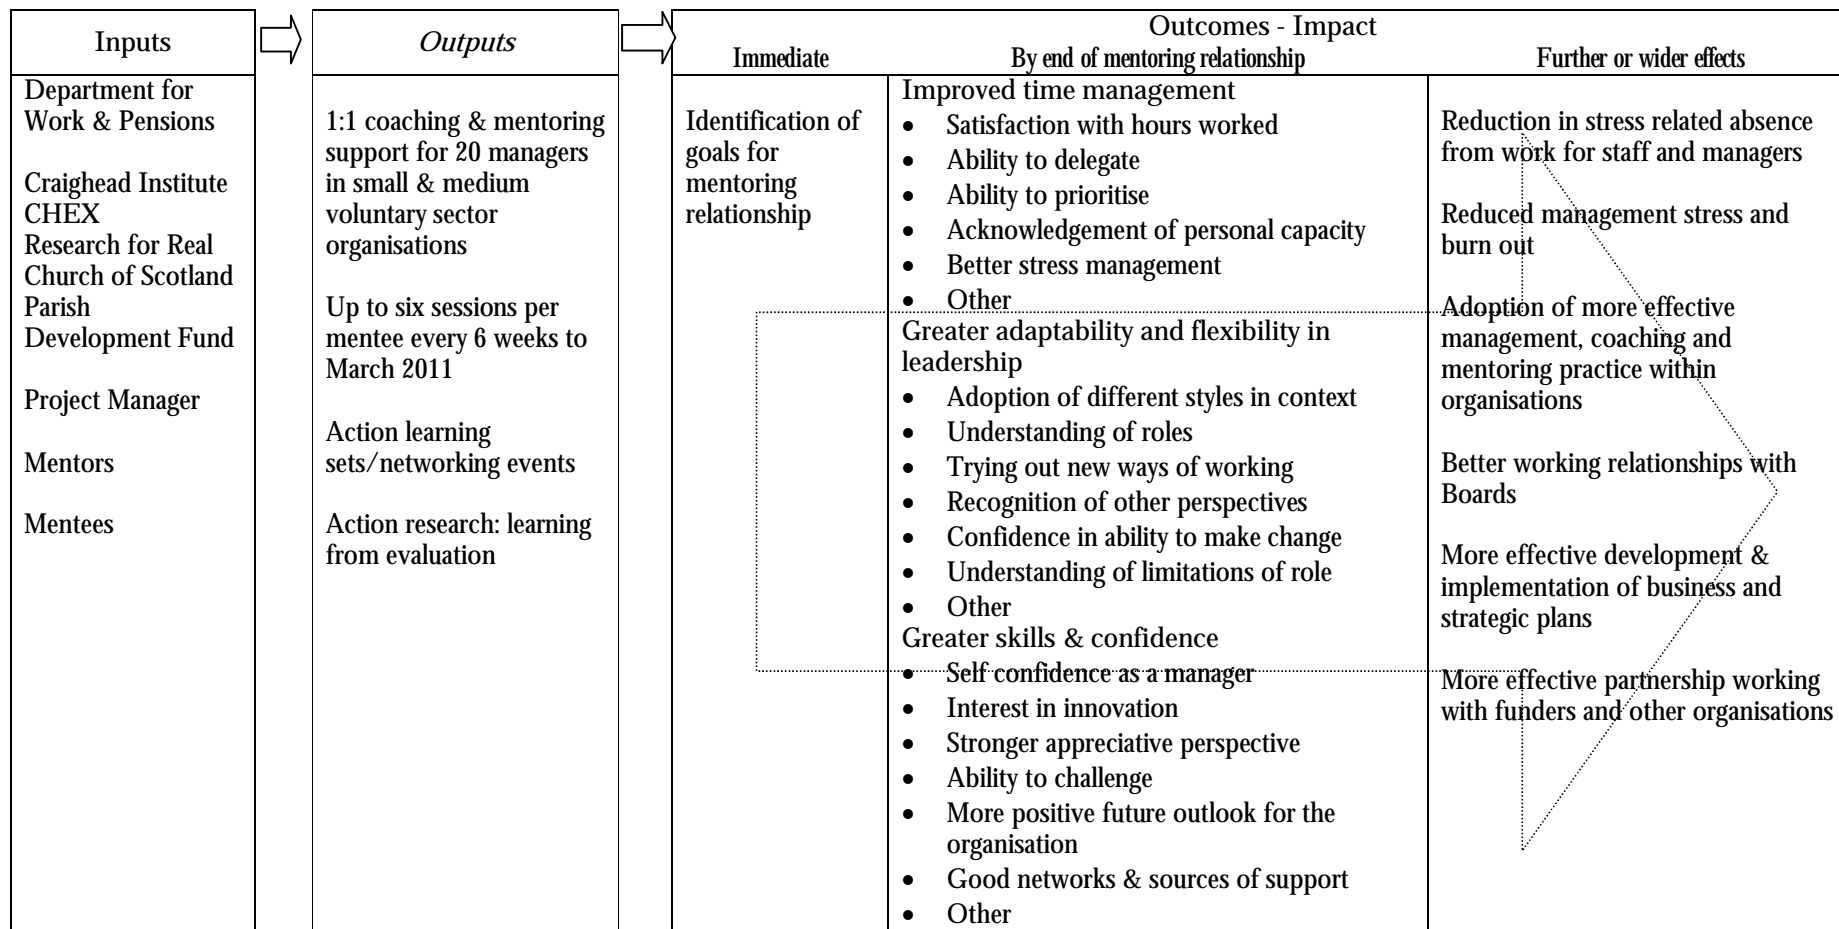 Inputs
Department for
Work & Pensions
Craighead Institute
CHEX
Research for Real
Church of Scotland
Parish
Development Fund
Project Manager
Mentors
Mentees
Outputs
1:1 coaching & mentoring
support for 20 managers
in small & medium
voluntary sector
organisations
Up to six sessions per
mentee every 6 weeks to
March 2011
Action learning
sets/networking events
Action research: learning
from evaluation
Outcomes - Impact
Immediate
Identification of
goals for
mentoring
relationship
By end of mentoring relationship
Improved time management
• Satisfaction with hours worked
• Ability to delegate
• Ability to prioritise
• Acknowledgement of personal capacity
• Better stress management
• Other
Greater adaptability and flexibility in
leadership
• Adoption of different styles in context
• Understanding of roles
• Trying out new ways of working
• Recognition of other perspectives
• Confidence in ability to make change
• Understanding of limitations of role
• Other
Greater skills & confidence
• Self confidence as a manager
• Interest in innovation
• Stronger appreciative perspective
• Ability to challenge
• More positive future outlook for the
organisation
• Good networks & sources of support
• Other
Further or wider effects
Reduction in stress related absence
from work for staff and managers
Reduced management stress and
burn out
Adoption of more effective
management, coaching and
mentoring practice within
organisations
Better working relationships with
Boards
More effective development &
implementation of business and
strategic plans
More effective partnership working
with funders and other organisations